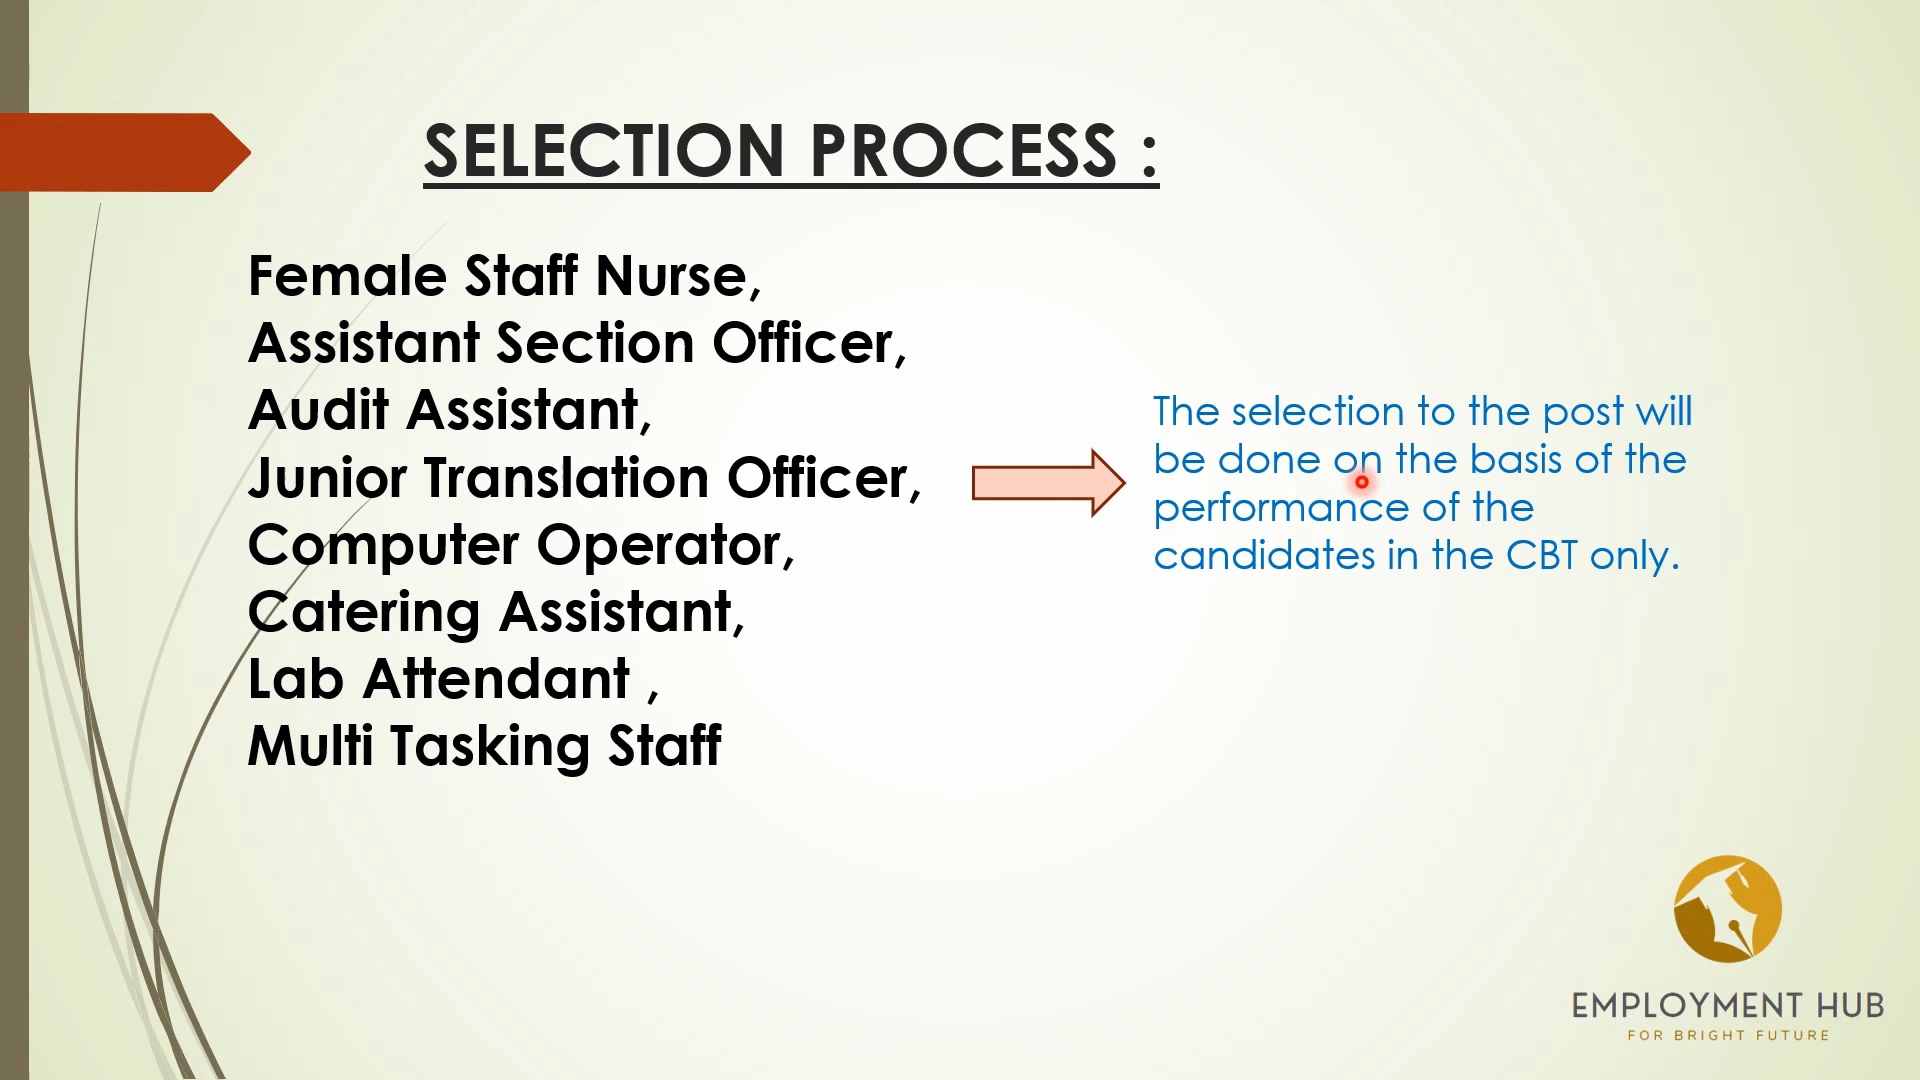 SELECTION PROCESS :
Female Staff Nurse,
Assistant Section Officer,
Audit Assistant,
Junior Translation Officer,
Computer Operator,
Catering Assistant,
Lab Attendant ,
Multi Tasking Staff
The selection to the post will
be done on the basis of the
performance of the
candidates in the CBT only.
EMPLOYMENT HUB
FOR BRIGHT FUTURE